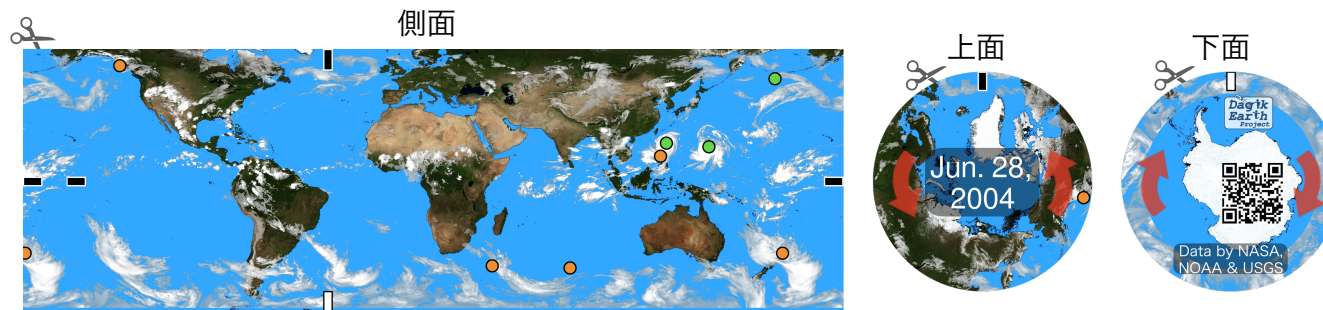 側面
上面
下面
Jun. 28,
2004
Dagik
Earth
Project
Data by NASA,
NOAA & USGS